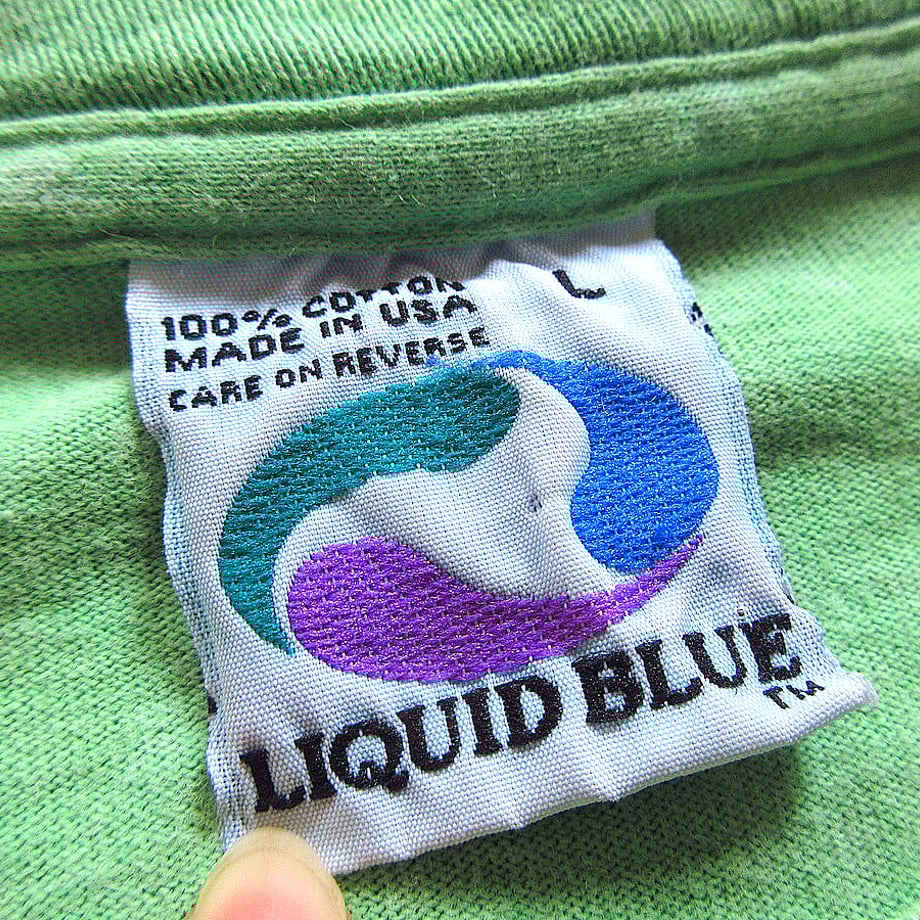 100% COTTON
L
MADE IN USA
CARE ON REVERSE
LIQUID BLUE
TM